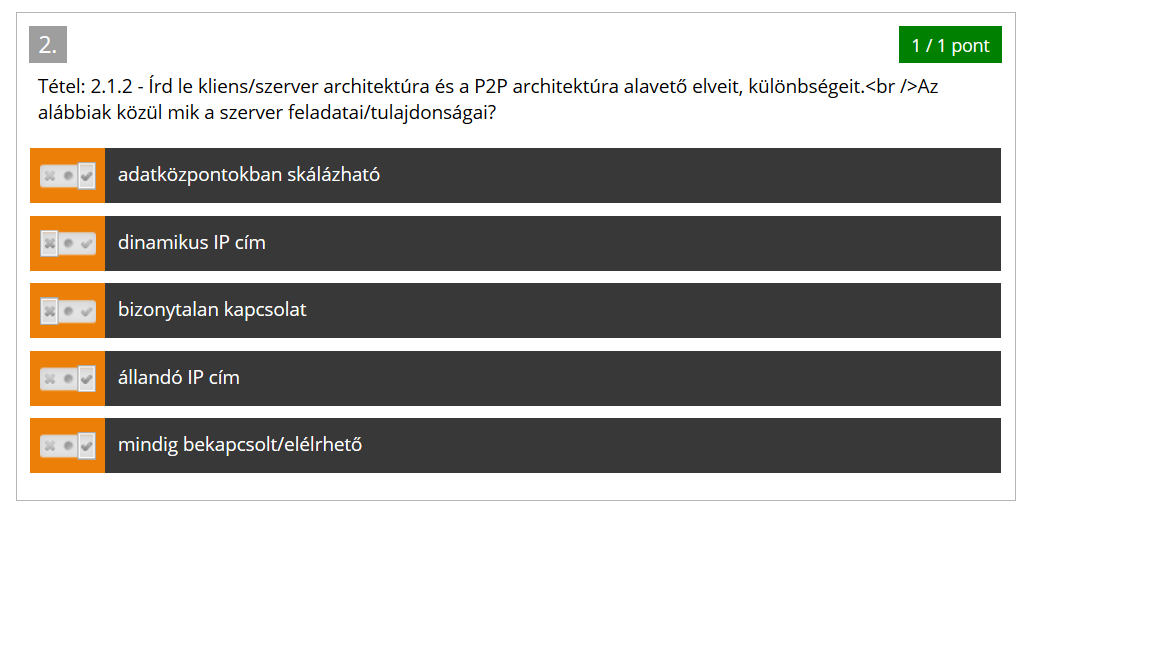 2.
1 / 1 pont
Tétel: 2.1.2 - Írd le kliens/szerver architektúra és a P2P architektúra alavető elveit, különbségeit.<br />Az
alábbiak közül mik a szerver feladatai/tulajdonságai?
adatközpontokban skálázható
dinamikus IP cím
bizonytalan kapcsolat
állandó IP cím
mindig bekapcsolt/elélrhető